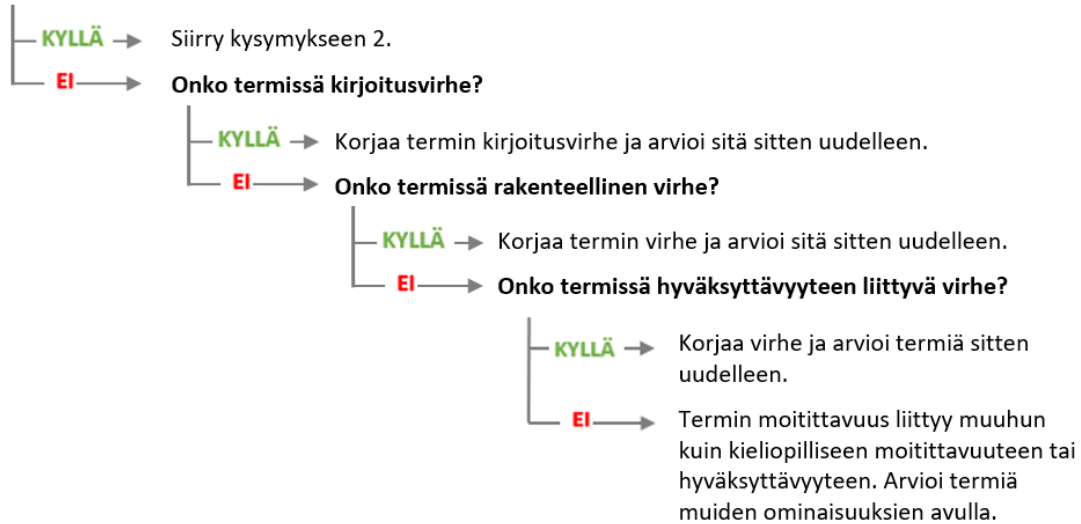 KYLLÄ Siirry kysymykseen 2.
EI Onko termissä kirjoitusvirhe?
KYLLÄ Korjaa termin kirjoitusvirhe ja arvioi sitä sitten uudelleen.
EI Onko termissä rakenteellinen virhe?
KYLLÄ Korjaa termin virhe ja arvioi sitä sitten uudelleen.
EI Onko termissä hyväksyttävyyteen liittyvä virhe?
KYLLÄ Korjaa virhe ja arvioi termiä sitten
uudelleen.
EI Termin moitittavuus liittyy muuhun
kuin kieliopilliseen moitittavuuteen tai
hyväksyttävyyteen. Arvioi termiä
muiden ominaisuuksien avulla.